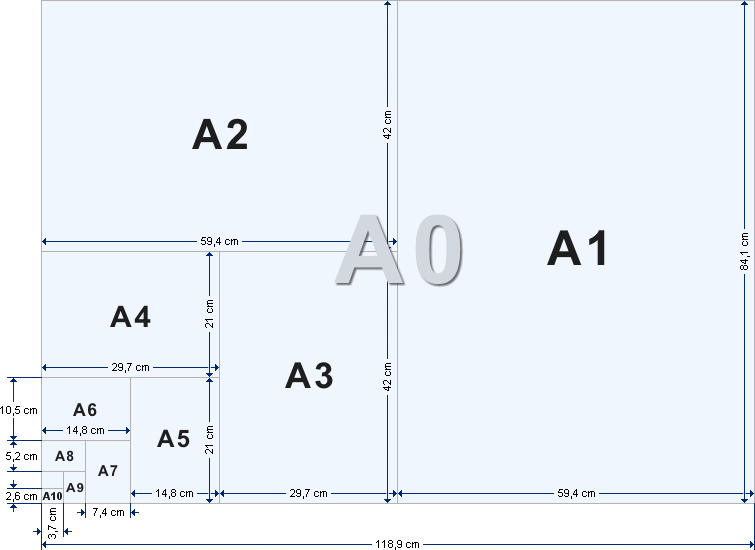 42 cm
A2
59,4 cm
A0
A1
84,1 cm
A4
21 cm
29,7 cm
A3
42 cm
10,5 cm
A6
14,8 cm
A5
21 cm
5,2 cm
A8
A7
A9
2,6 cm
A10
14,8 cm
29,7 cm
59,4 cm
3,7 cm
7,4 cm
118,9 cm